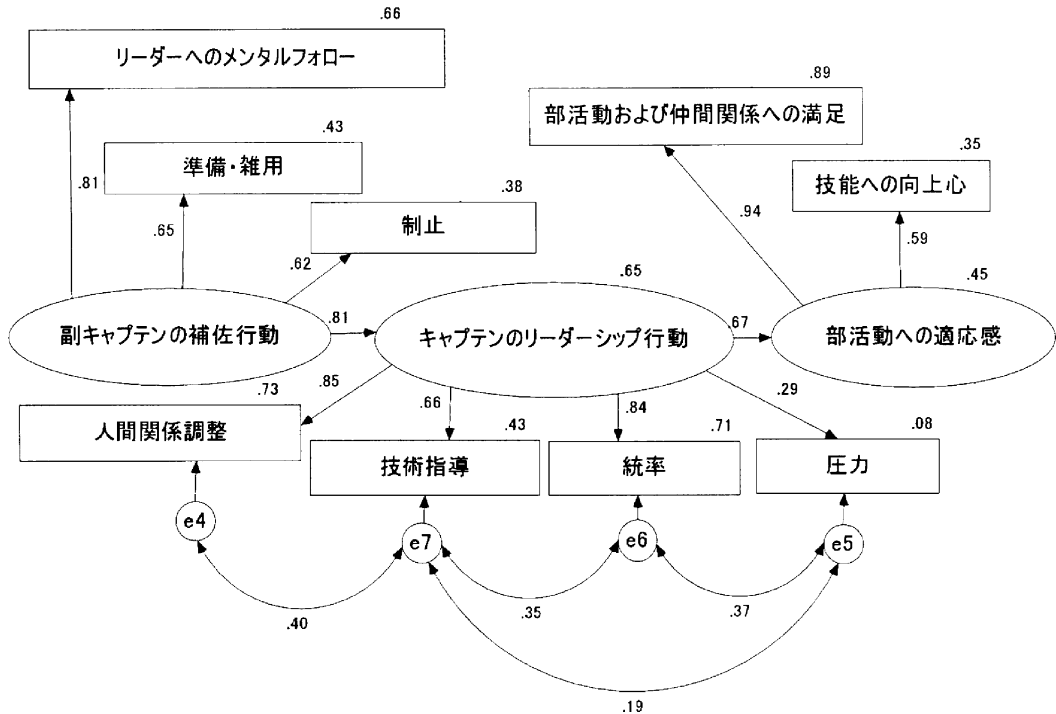 .66
リーダーへのメンタルフォロー
.89
部活動および仲間関係への満足
.43
準備・雑用
.35
技能への向上心
.81
.38
制止
.94
.65
.59
.62
.65
.45
副キャプテンの補佐行動
.81
キャプテンのリーダーシップ行動
.67
部活動への適応感
.73
.85
.66
.84
.29
人間関係調整
.43
技術指導
.71
統率
.08
圧力
e4
e7
e6
e5
.40
.35
.37
.19